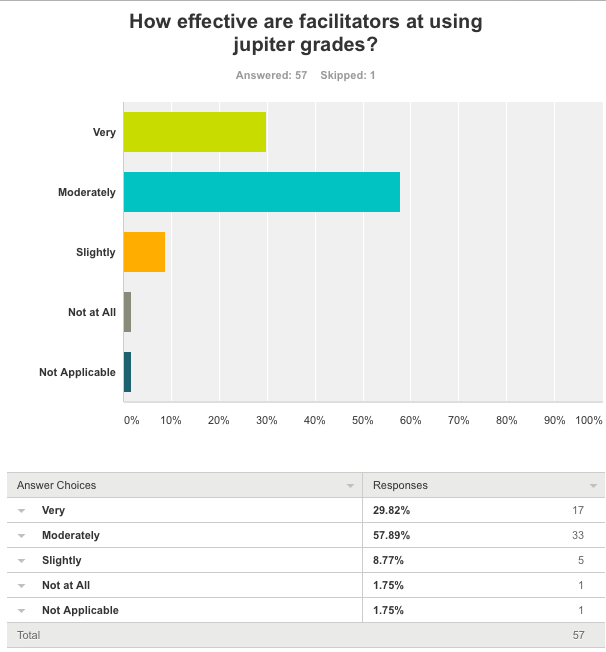 How effective are facilitators at using
jupiter grades?
Answered: 57 Skipped: 1
Very
Moderately
Slightly
Not at All
Not Applicable
0% 10% 20% 30% 40% 50% 60% 70% 80% 90% 100%
Answer Choices Responses
Very 29.82% 17
Moderately 57.89% 33
Slightly 8.77% 5
Not at All 1.75% 1
Not Applicable 1.75% 1
Total 57